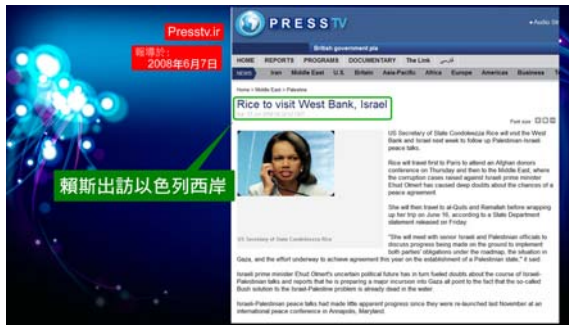 Presstv.ir
報導於:
2008年6月7日
賴斯出訪以色列西岸
PRESS TV
British government pla
HOME REPORTS PROGRAMS DOCUMENTARY The Link فارسی
NEWS Iran Middle East U.S. Britain Asia-Pacific Africa Europe Americas Business
Home > Middle East > Palestine
Rice to visit West Bank, Israel
Font size
US Secretary of State Condoleezza Rice will visit the West
Bank and Israel next week to follow up Palestinian-Israeli
peace talks.
Rice will travel first to Paris to attend an Afghan donors
conference on Thursday and then to the Middle East, where
the corruption cases raised against Israeli prime minister
Ehud Olmert has caused deep doubts about the chances of a
peace agreement
She will then travel to al-Quds and Ramallah before wrapping
up her trip on June 16, according to a State Department
statement released on Friday
US Secretary of State Condoleezza Rice
"She will meet with senior Israeli and Palestinian officials to
discuss progress being made on the ground to implement
both parties' obligations under the roadmap, the situation in
Gaza, and the effort underway to achieve agreement this year on the establishment of a Palestinian state," it said.
Israeli prime minister Ehud Olmert's uncertain political future has in turn fueled doubts about the course of Israeli-
Palestinian talks and reports that he is preparing a major incursion into Gaza all point to the fact that the so-called
Bush solution to the Israel-Palestine problem is already dead in the water.
Israeli-Palestinian peace talks had made little apparent progress since they were re-launched last November at an
international peace conference in Annapolis, Maryland.